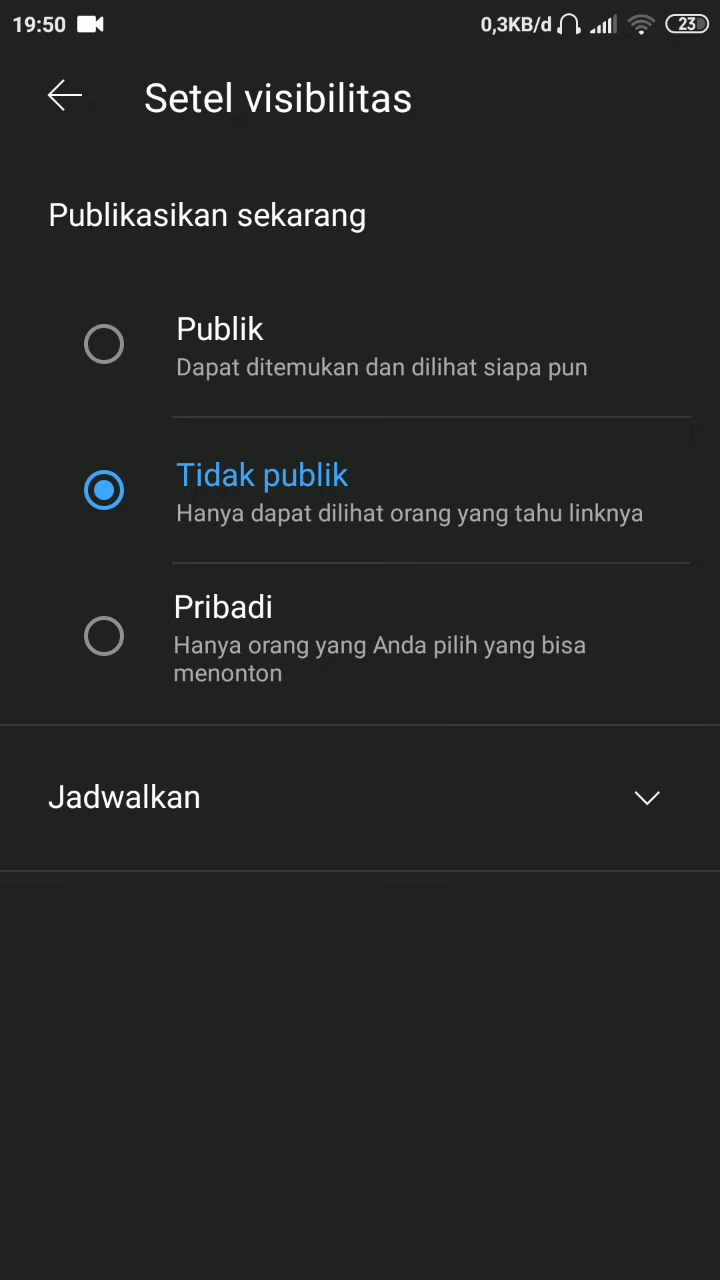 19:50 0,3KB/d 23
Setel visibilitas
Publikasikan sekarang
Publik
Dapat ditemukan dan dilihat siapa pun
Tidak publik
Hanya dapat dilihat orang yang tahu linknya
Pribadi
Hanya orang yang Anda pilih yang bisa
menonton
Jadwalkan